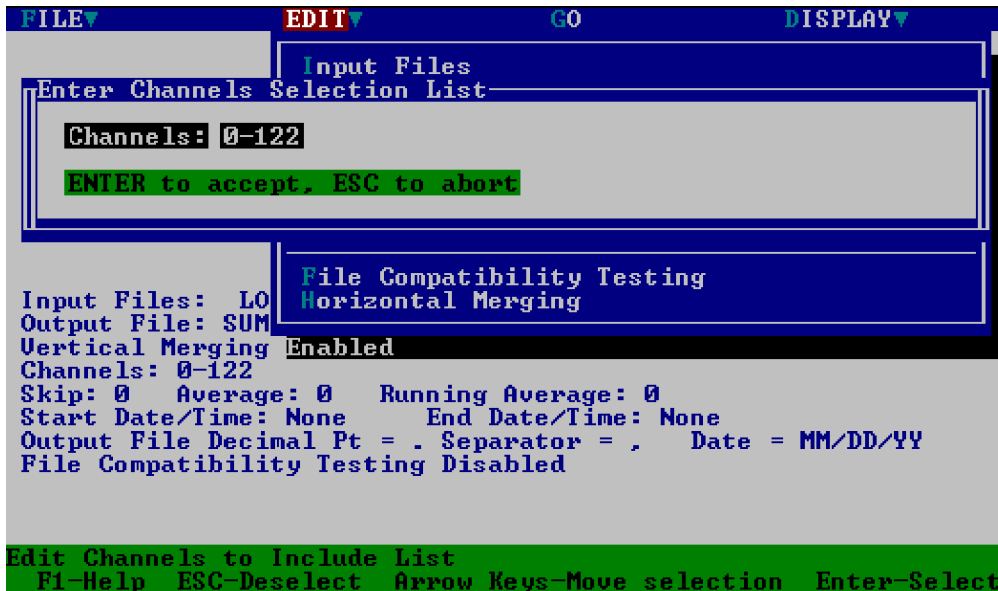 FILE▼ EDIT▼ GO DISPLAY▼
Input Files
Enter Channels Selection List
Channels: 0-122
ENTER to accept, ESC to abort
File Compatibility Testing
Horizontal Merging
Input Files: LO
Output File: SUM
Vertical Merging Enabled
Channels: 0-122
Skip: 0 Average: 0 Running Average: 0
Start Date/Time: None End Date/Time: None
Output File Decimal Pt = . Separator = , Date = MM/DD/YY
File Compatibility Testing Disabled
Edit Channels to Include List
F1-Help ESC-Deselect Arrow Keys-Move selection Enter-Select